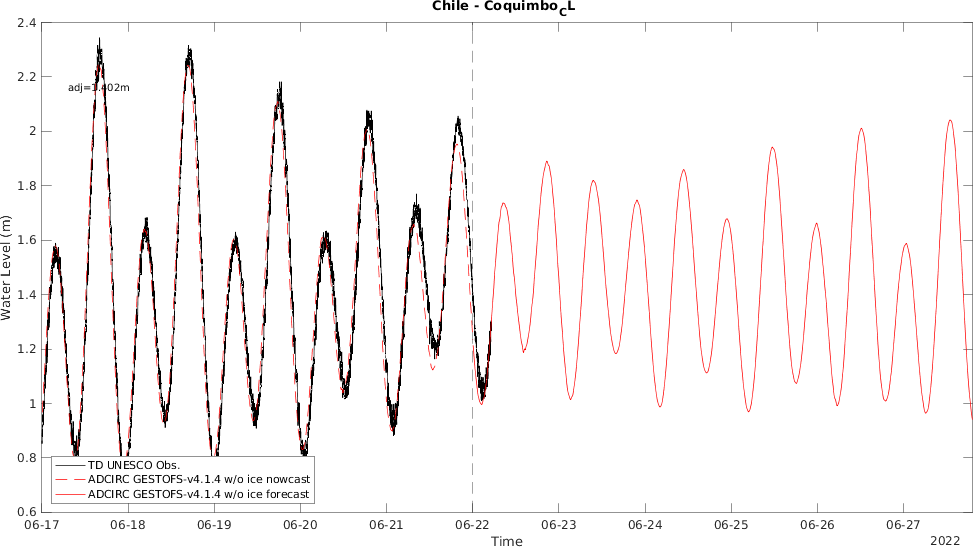 Chile - Coquimbo_CL
2.4
2.2
adj=1.402m
2
1.8
1.6
1.4
1.2
1
0.8
0.6
Water Level (m)
TD UNESCO Obs.
ADCIRC GESTOFS-v4.1.4 w/o ice nowcast
ADCIRC GESTOFS-v4.1.4 w/o ice forecast
06-17 06-18 06-19 06-20 06-21 06-22 06-23 06-24 06-25 06-26 06-27
Time
2022